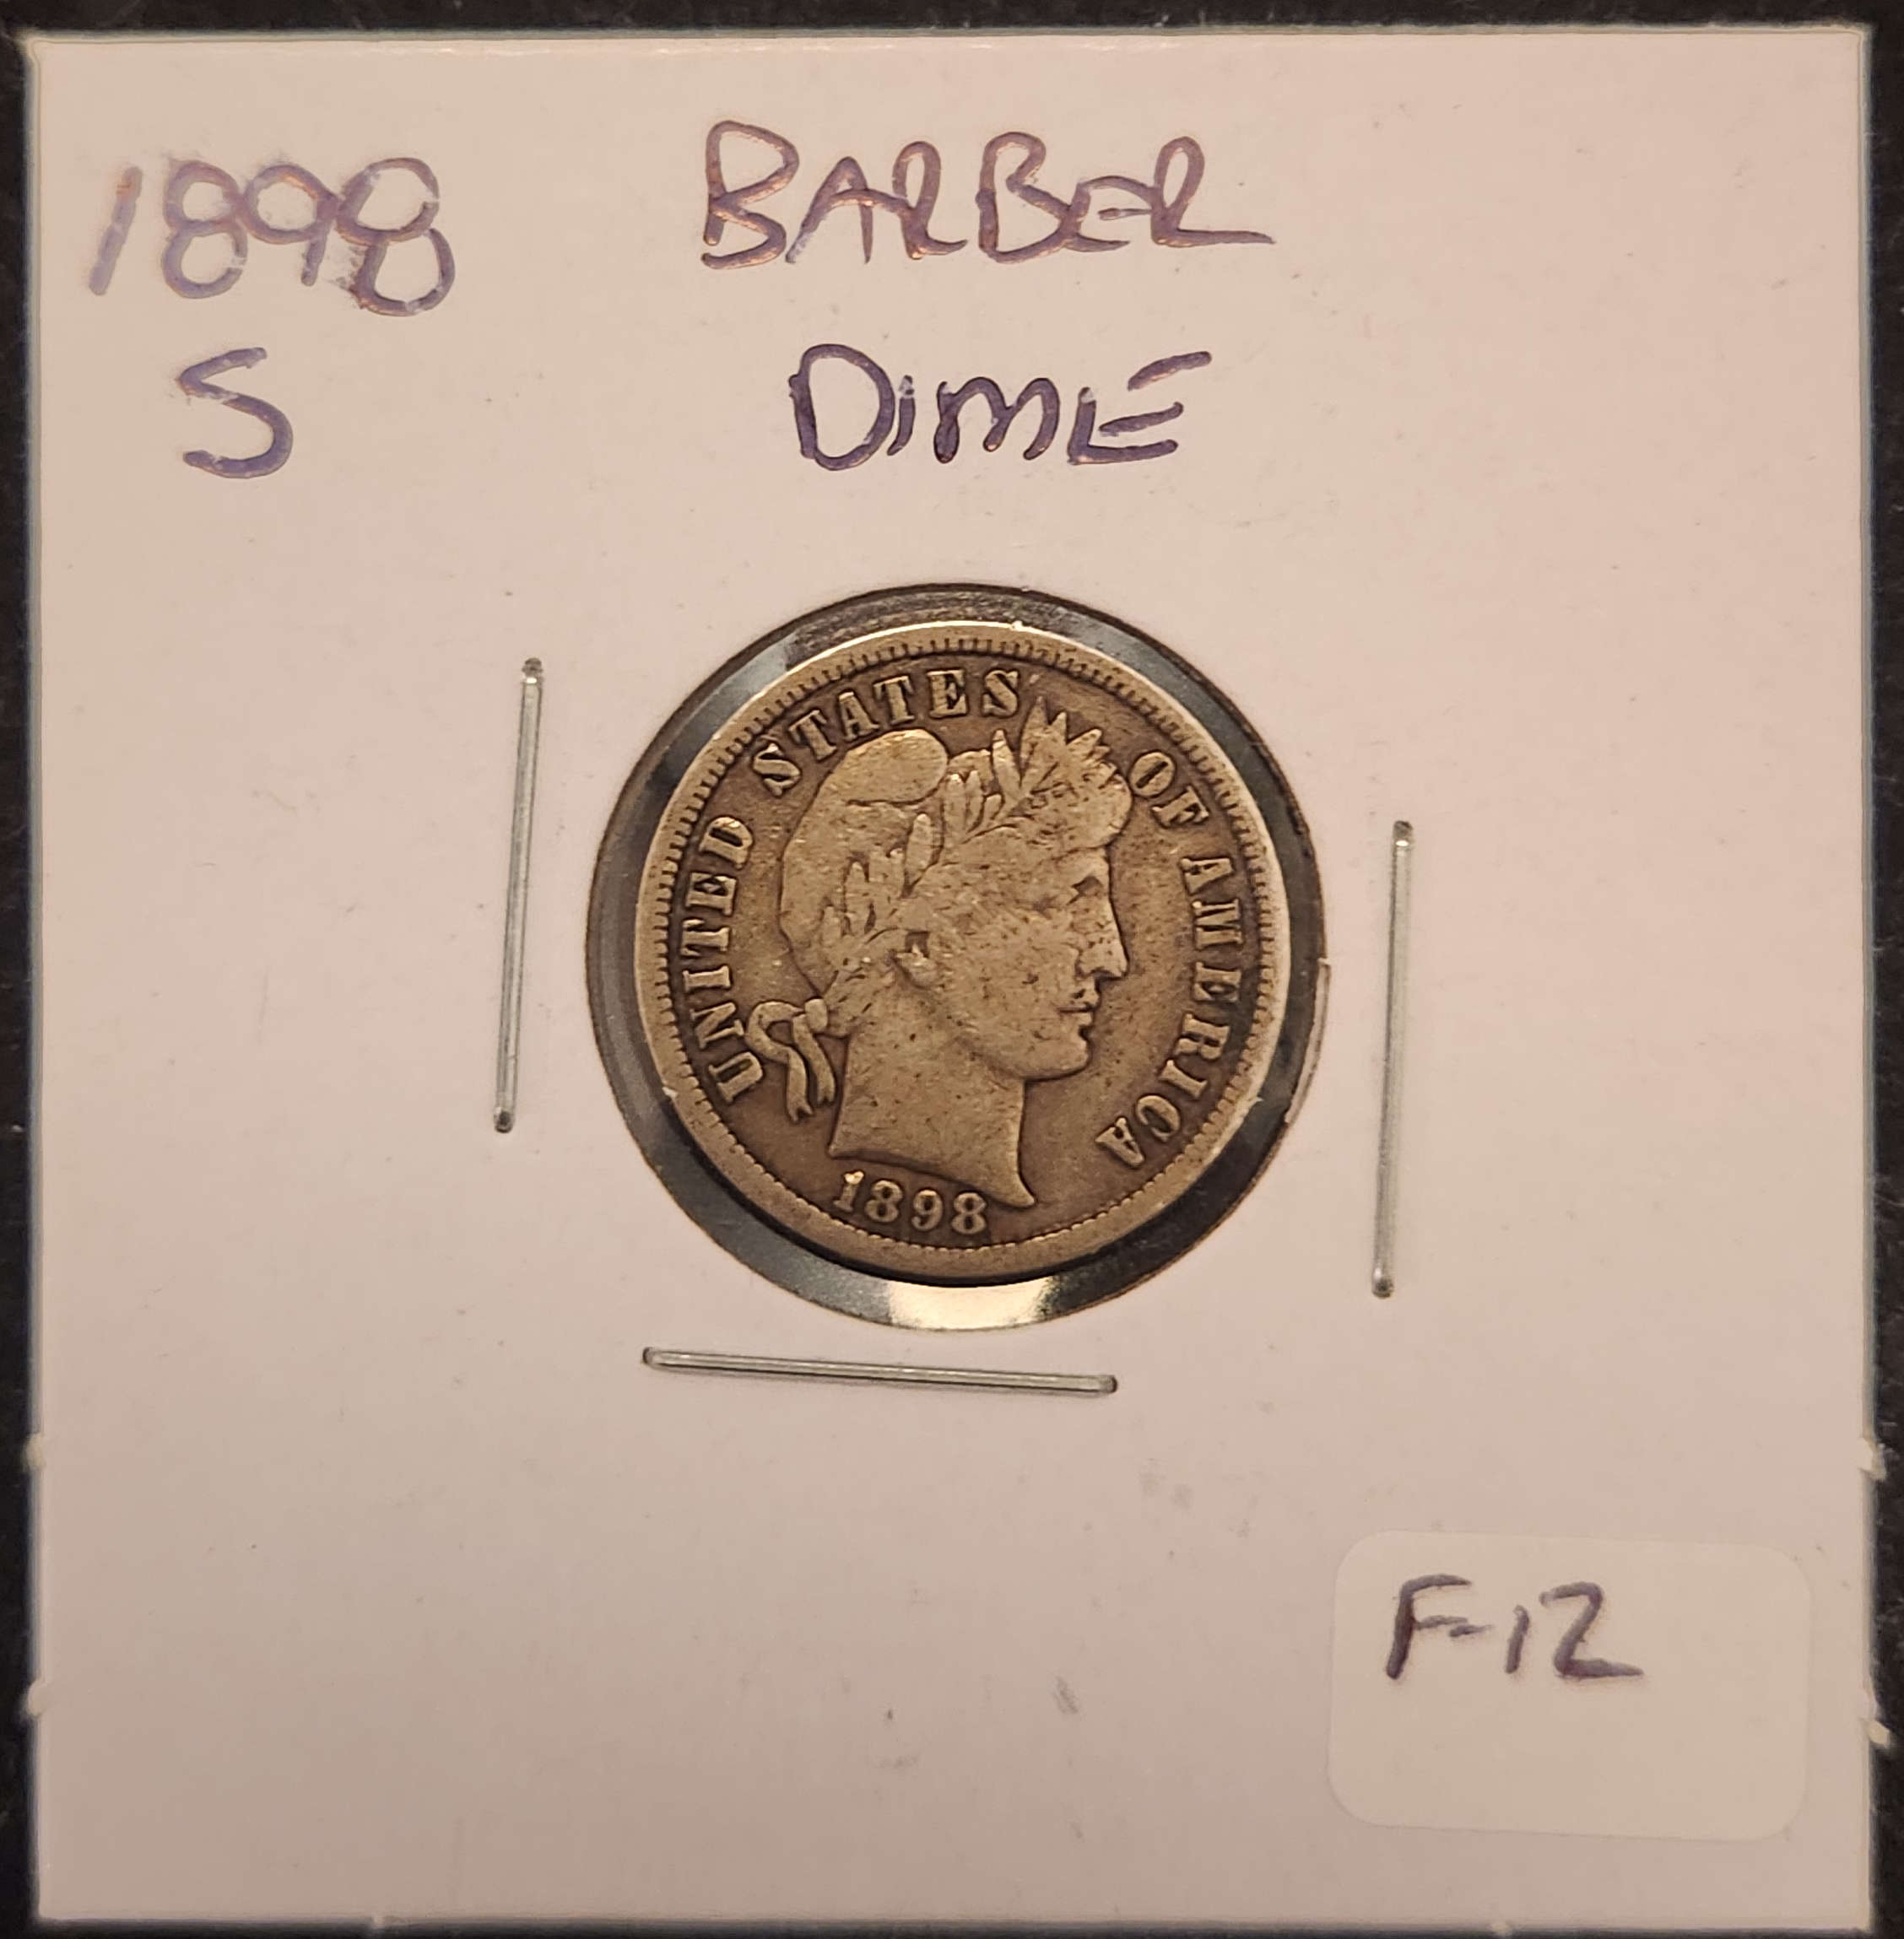 1898 BARBER
S DIME
UNITED STATES OF AMERICA
1898
F-12